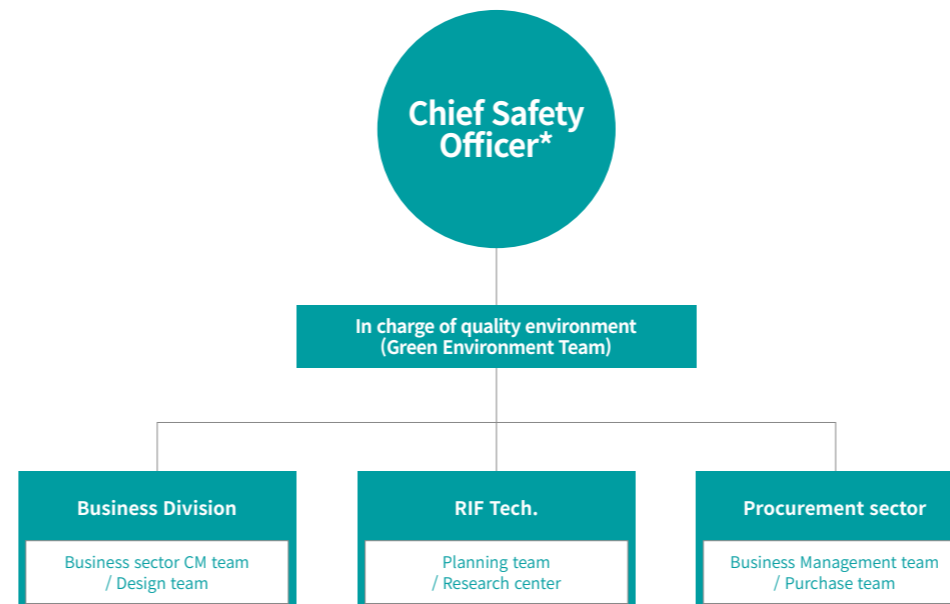 Chief Safety
Officer*
In charge of quality environment
(Green Environment Team)
Business Division
Business sector CM team
/ Design team
RIF Tech.
Planning team
/ Research center
Procurement sector
Business Management team
/ Purchase team